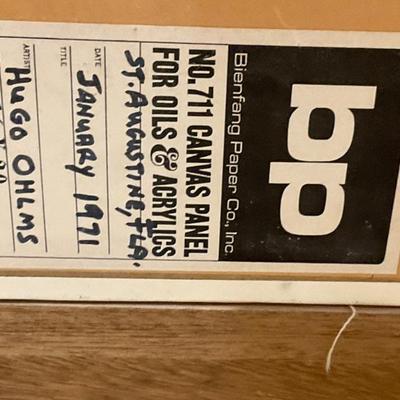 bp
Bienfang Paper Co., Inc.
NO. 711 CANVAS PANEL
FOR OILS & ACRYLICS
ST. AUGUSTINE, FLA.
TITLE
DATE
JANUARY 1971
ARTIST
HUGO OHLMS